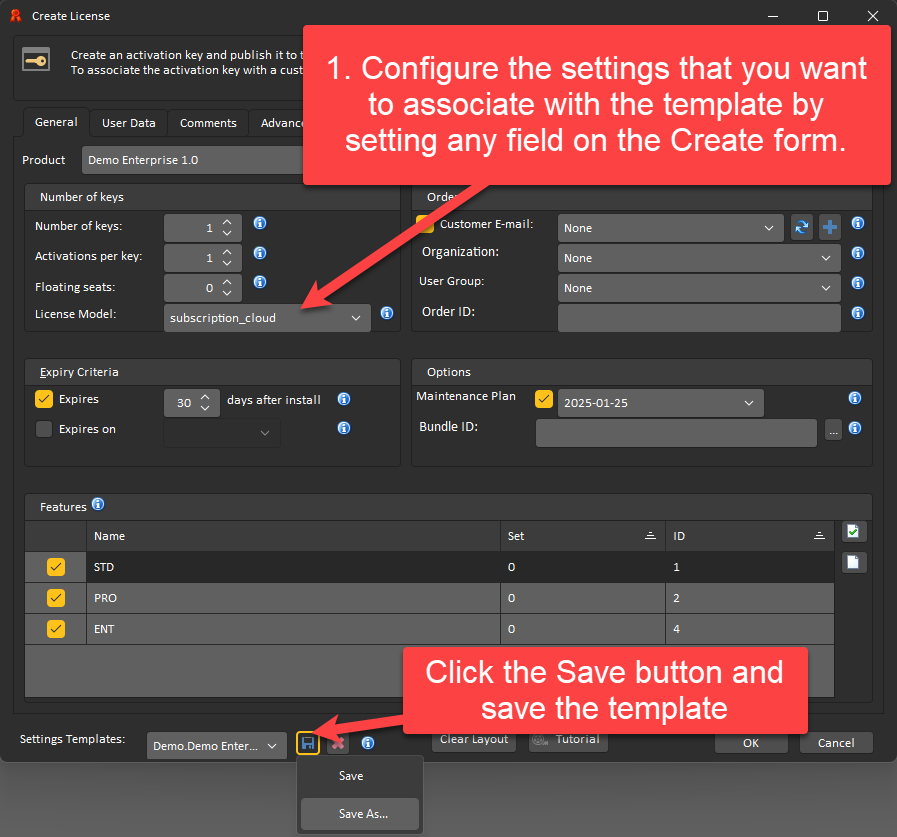 Create License
Create an activation key and publish it to t
To associate the activation key with a cust
1. Configure the settings that you want
to associate with the template by
setting any field on the Create form.
General
User Data
Comments
Advanc
Product
Demo Enterprise 1.0
Number of keys
Number of keys:
1
Activations per key:
1
Floating seats:
0
License Model:
subscription_cloud
Order
Customer E-mail:
None
Organization:
None
User Group:
None
Order ID:
Expiry Criteria
Expires
30
days after install
Expires on
Options
Maintenance Plan
2025-01-25
Bundle ID:
...
Features
Name
Set
ID
STD
0
1
PRO
0
2
ENT
0
4
Click the Save button and
save the template
Settings Templates:
Demo.Demo Enter...
Clear Layout
Tutorial
OK
Cancel
Save
Save As...